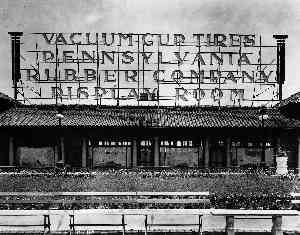 VACUUM CUP TIRES
PENNSYLVANIA
RUBBER COMPANY
DISPLAY ROOM